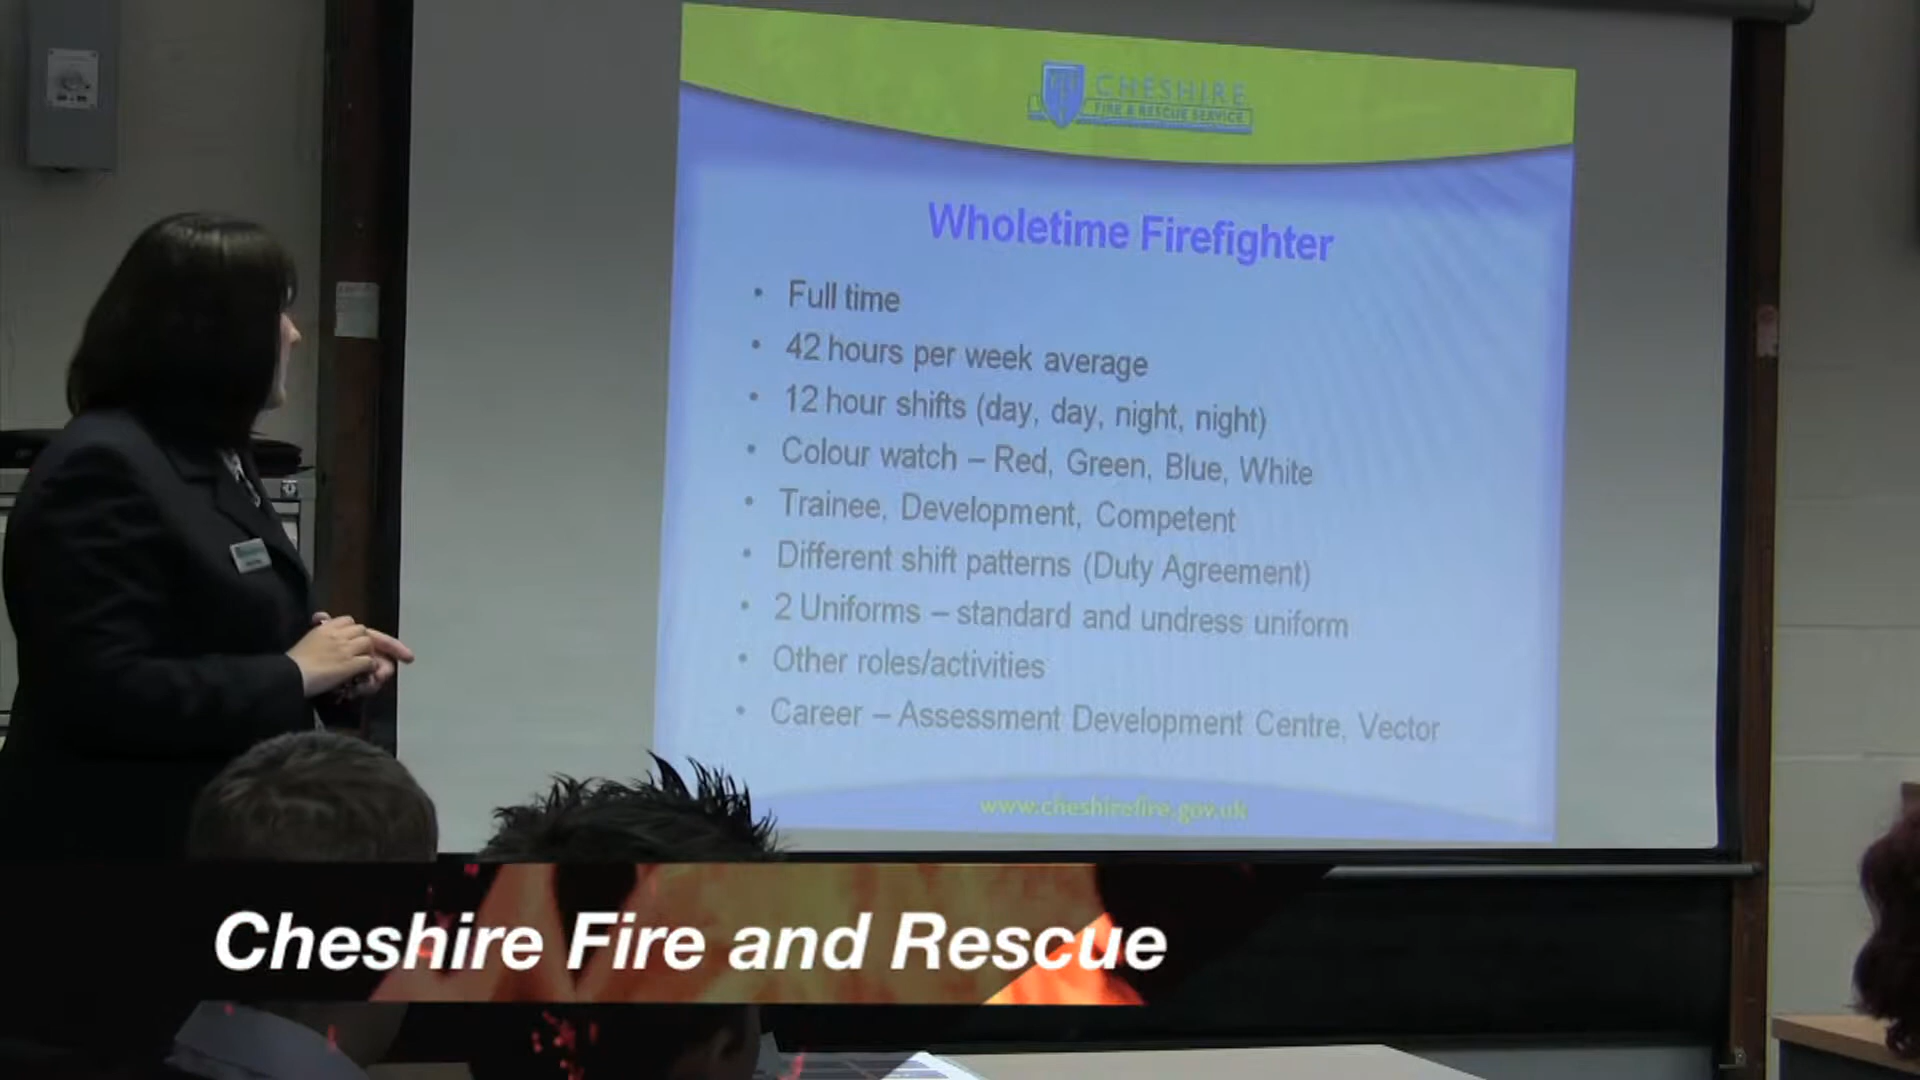 CHESHIRE
FIRE & RESCUE SERVICE
Wholetime Firefighter
• Full time
• 42 hours per week average
• 12 hour shifts (day, day, night, night)
• Colour watch – Red, Green, Blue, White
• Trainee, Development, Competent
• Different shift patterns (Duty Agreement)
• 2 Uniforms – standard and undress uniform
• Other roles/activities
• Career – Assessment Development Centre, Vector
www.cheshirefire.gov.uk
Cheshire Fire and Rescue